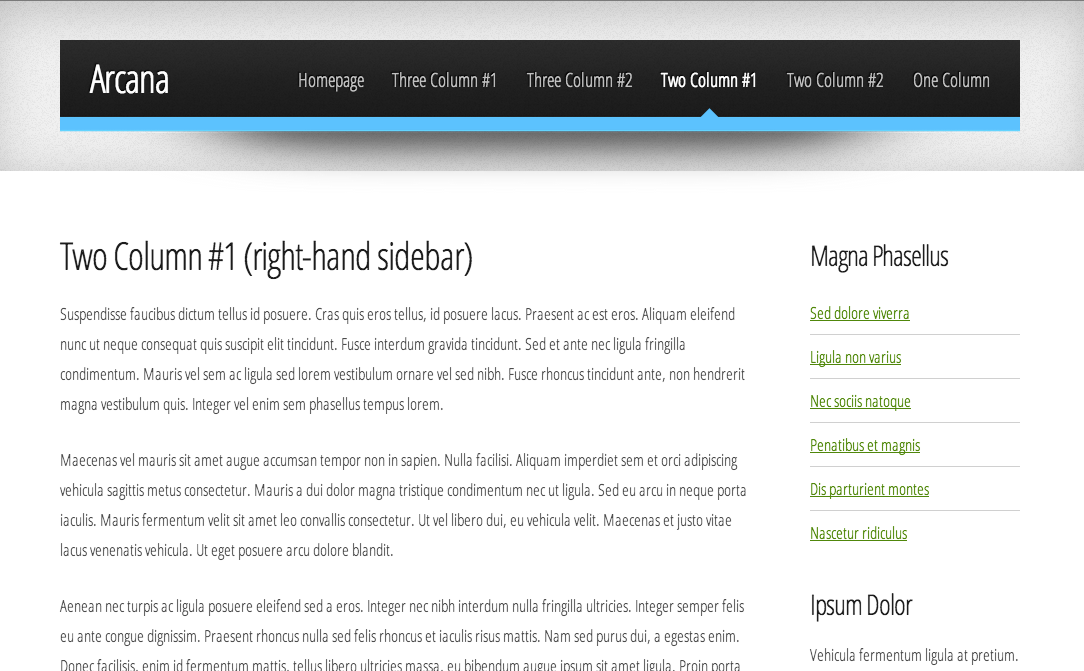 Arcana
Homepage
Three Column #1
Three Column #2
Two Column #1
Two Column #2
One Column
Two Column #1 (right-hand sidebar)
Suspendisse faucibus dictum tellus id posuere. Cras quis eros tellus, id posuere lacus. Praesent ac est eros. Aliquam eleifend
nunc ut neque consequat quis suscipit elit tincidunt. Fusce interdum gravida tincidunt. Sed et ante nec ligula fringilla
condimentum. Mauris vel sem ac ligula sed lorem vestibulum ornare vel sed nibh. Fusce rhoncus tincidunt ante, non hendrerit
magna vestibulum quis. Integer vel enim sem phasellus tempus lorem.
Maecenas vel mauris sit amet augue accumsan tempor non in sapien. Nulla facilisi. Aliquam imperdiet sem et orci adipiscing
vehicula sagittis metus consectetur. Mauris a dui dolor magna tristique condimentum nec ut ligula. Sed eu arcu in neque porta
iaculis. Mauris fermentum velit sit amet leo convallis consectetur. Ut vel libero dui, eu vehicula velit. Maecenas et justo vitae
lacus venenatis vehicula. Ut eget posuere arcu dolore blandit.
Aenean nec turpis ac ligula posuere eleifend sed a eros. Integer nec nibh interdum nulla fringilla ultricies. Integer semper felis
eu ante congue dignissim. Praesent rhoncus nulla sed felis rhoncus et iaculis risus mattis. Nam sed purus dui, a egestas enim.
Donec facilisis, enim id fermentum mattis, tellus libero ultricies massa, eu bibendum augue ipsum sit amet ligula. Proin porta
Magna Phasellus
Sed dolore viverra
Ligula non varius
Nec sociis natoque
Penatibus et magnis
Dis parturient montes
Nascetur ridiculus
Ipsum Dolor
Vehicula fermentum ligula at pretium.